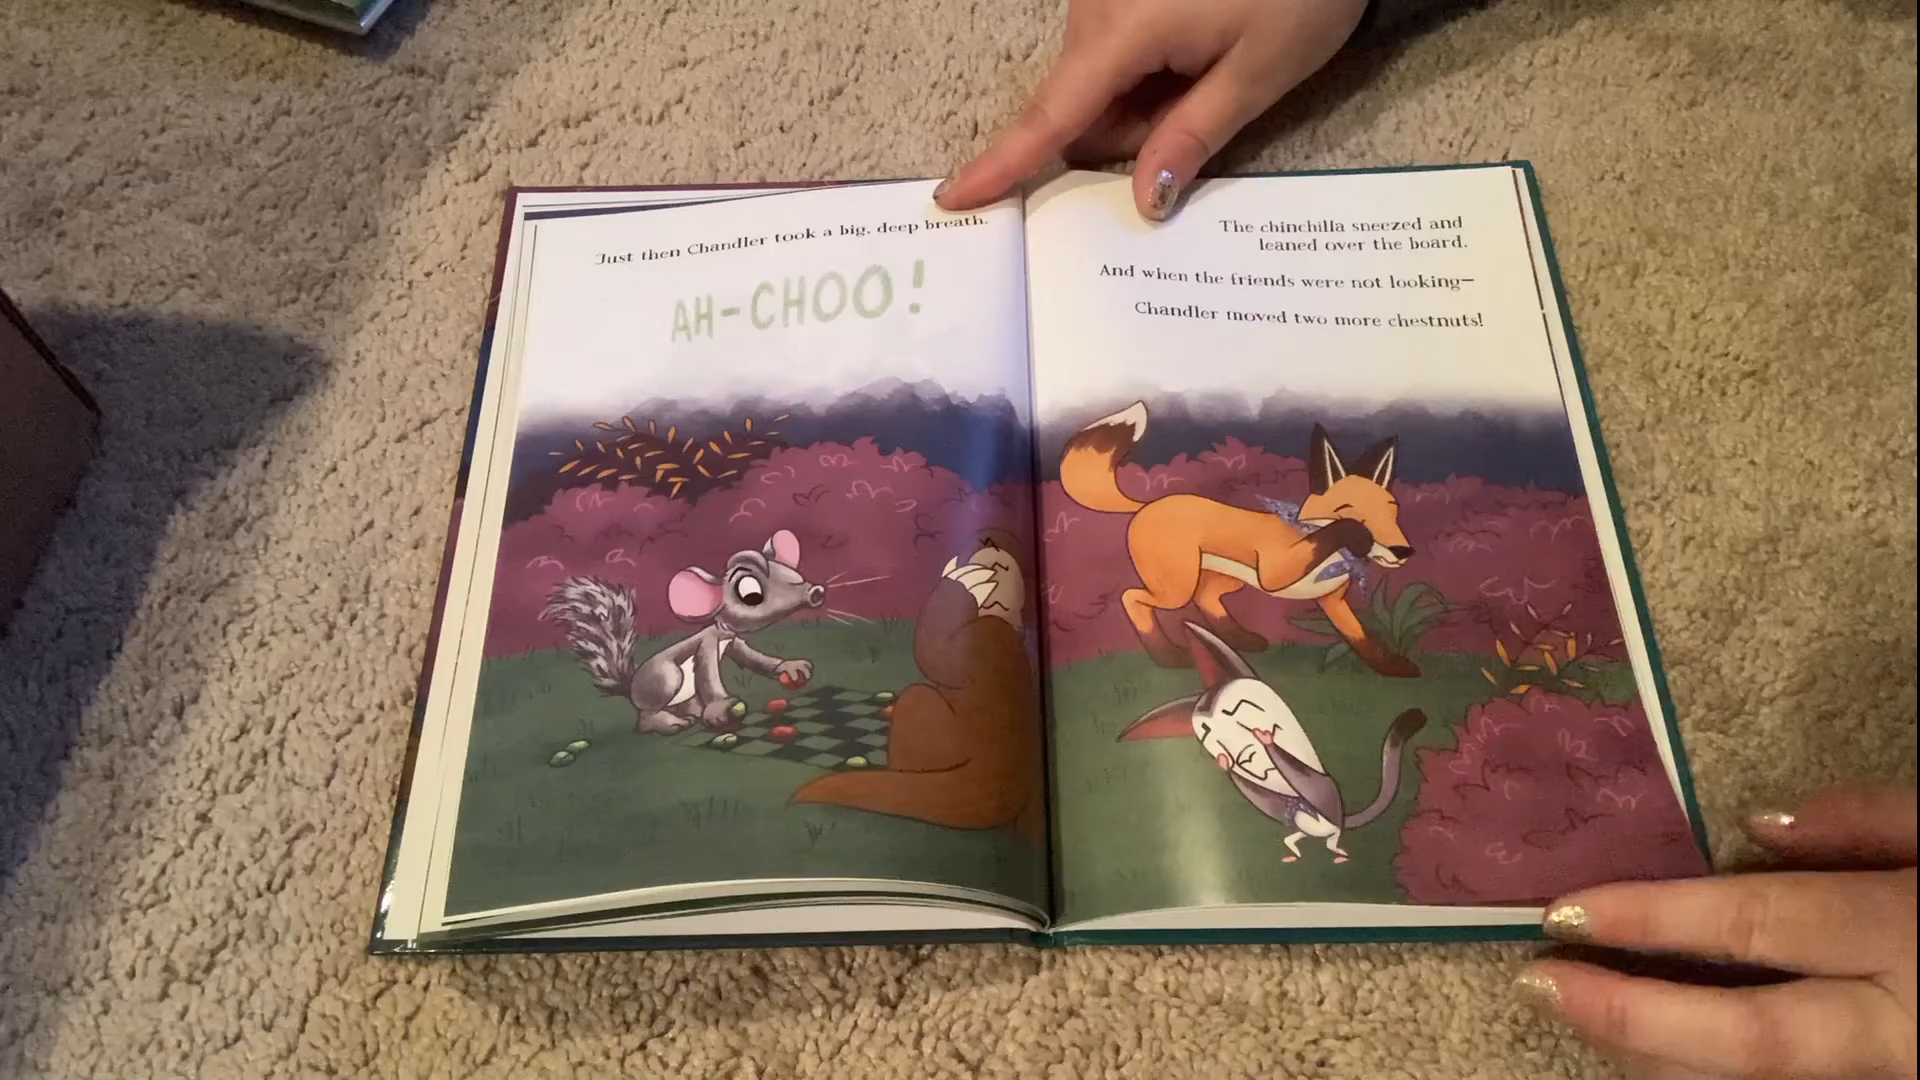 Just then Chandler took a big, deep breath.
AH-CHOO!
The chinchilla sneezed and
leaned over the board.
And when the friends were not looking—
Chandler moved two more chestnuts!